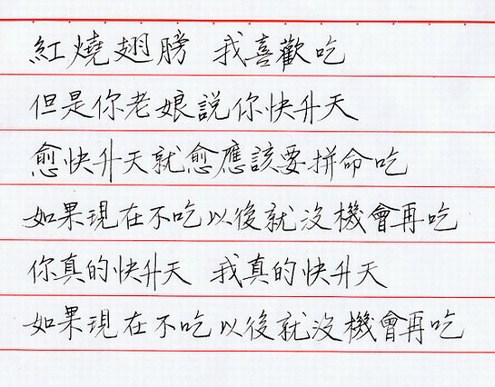 紅燒翅膀 我喜歡吃
但是你老娘說你快升天
愈快升天就愈應該要拼命吃
如果現在不吃以後就沒機會再吃
你真的快升天 我真的快升天
如果現在不吃以後就沒機會再吃